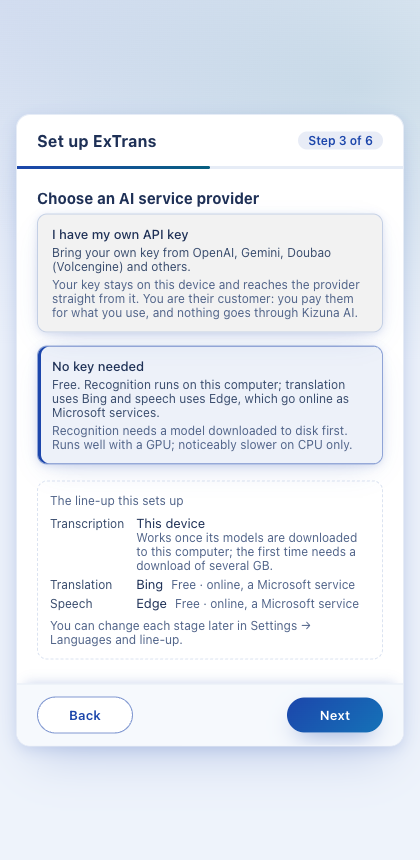 Set up ExTrans
Step 3 of 6
Choose an AI service provider
I have my own API key
Bring your own key from OpenAI, Gemini, Doubao
(Volcengine) and others.
Your key stays on this device and reaches the provider
straight from it. You are their customer: you pay them
for what you use, and nothing goes through Kizuna AI.
No key needed
Free. Recognition runs on this computer; translation
uses Bing and speech uses Edge, which go online as
Microsoft services.
Recognition needs a model downloaded to disk first.
Runs well with a GPU; noticeably slower on CPU only.
The line-up this sets up
Transcription This device
Works once its models are downloaded
to this computer; the first time needs a
download of several GB.
Translation Bing Free · online, a Microsoft service
Speech Edge Free · online, a Microsoft service
You can change each stage later in Settings →
Languages and line-up.
Back
Next